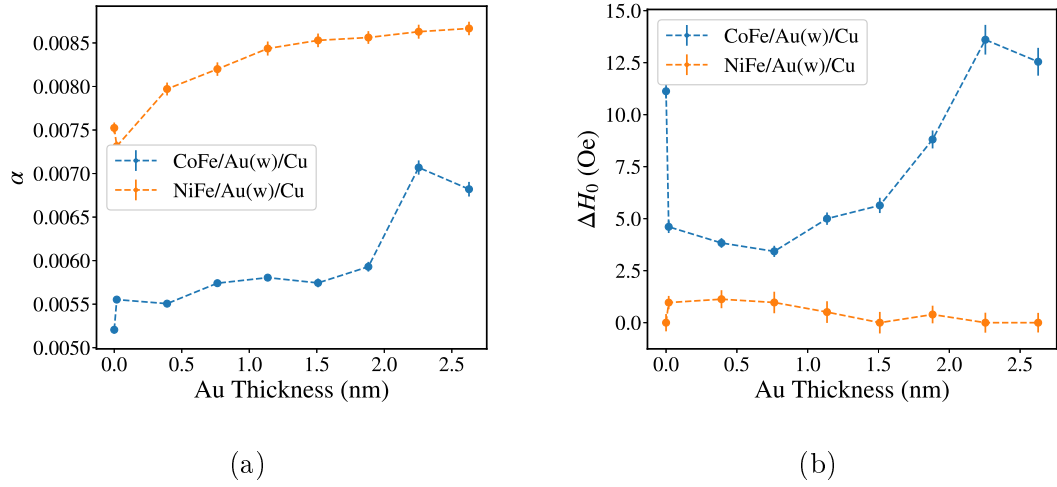 0.0085
0.0080
0.0075
0.0070
0.0065
0.0060
0.0055
0.0050
α
CoFe/Au(w)/Cu
NiFe/Au(w)/Cu
0.0 0.5 1.0 1.5 2.0 2.5
Au Thickness (nm)
(a)
15.0
12.5
10.0
7.5
5.0
2.5
0.0
ΔH₀ (Oe)
CoFe/Au(w)/Cu
NiFe/Au(w)/Cu
0.0 0.5 1.0 1.5 2.0 2.5
Au Thickness (nm)
(b)